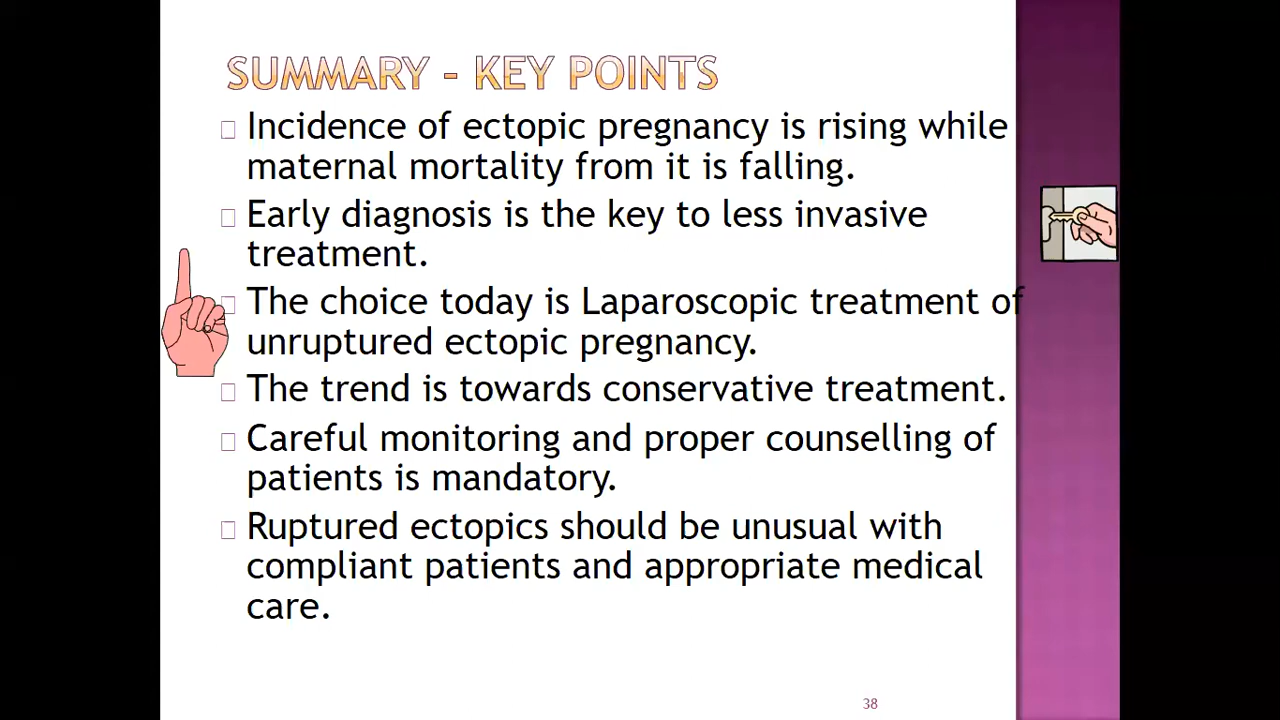 SUMMARY - KEY POINTS
Incidence of ectopic pregnancy is rising while
maternal mortality from it is falling.
Early diagnosis is the key to less invasive
treatment.
The choice today is Laparoscopic treatment of
unruptured ectopic pregnancy.
The trend is towards conservative treatment.
Careful monitoring and proper counselling of
patients is mandatory.
Ruptured ectopics should be unusual with
compliant patients and appropriate medical
care.
38